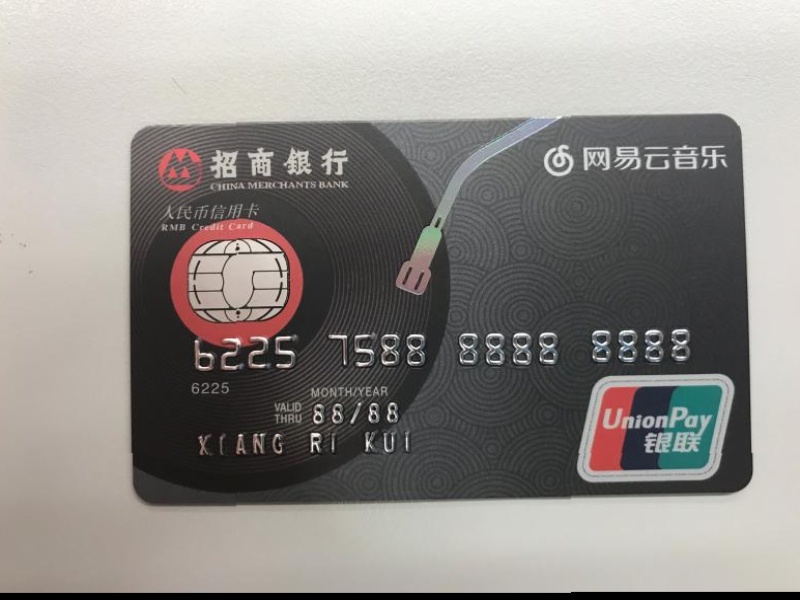 招商银行
CHINA MERCHANTS BANK
网易云音乐
人民币信用卡
RMB Credit Card
6225 7588 8888 8888
6225
MONTH/YEAR
VALID THRU 88/88
XIANG RI KUI
UnionPay
银联